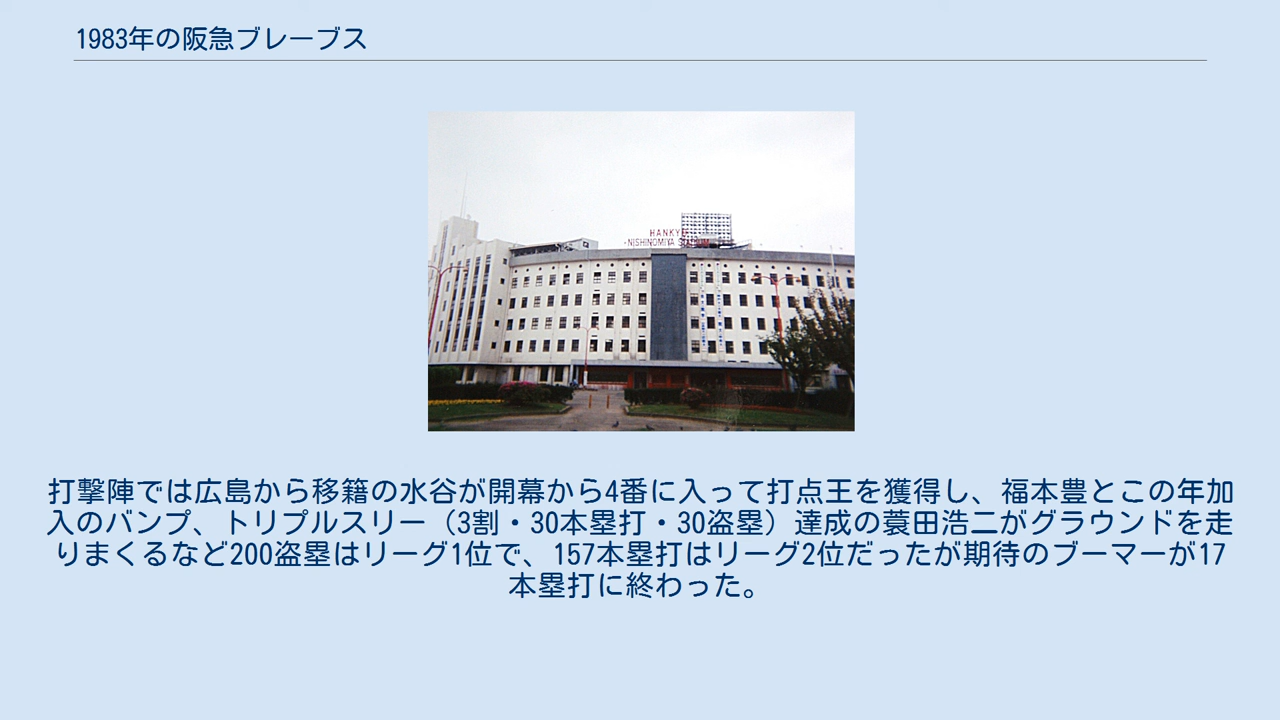 1983年の阪急ブレーブス
HANKYU
NISHINOMIYA STADIUM
打撃陣では広島から移籍の水谷が開幕から4番に入って打点王を獲得し、福本豊とこの年加
入のバンプ、トリプルスリー（3割・30本塁打・30盗塁）達成の蓑田浩二がグラウンドを走
りまくるなど200盗塁はリーグ1位で、157本塁打はリーグ2位だったが期待のブーマーが17
本塁打に終わった。